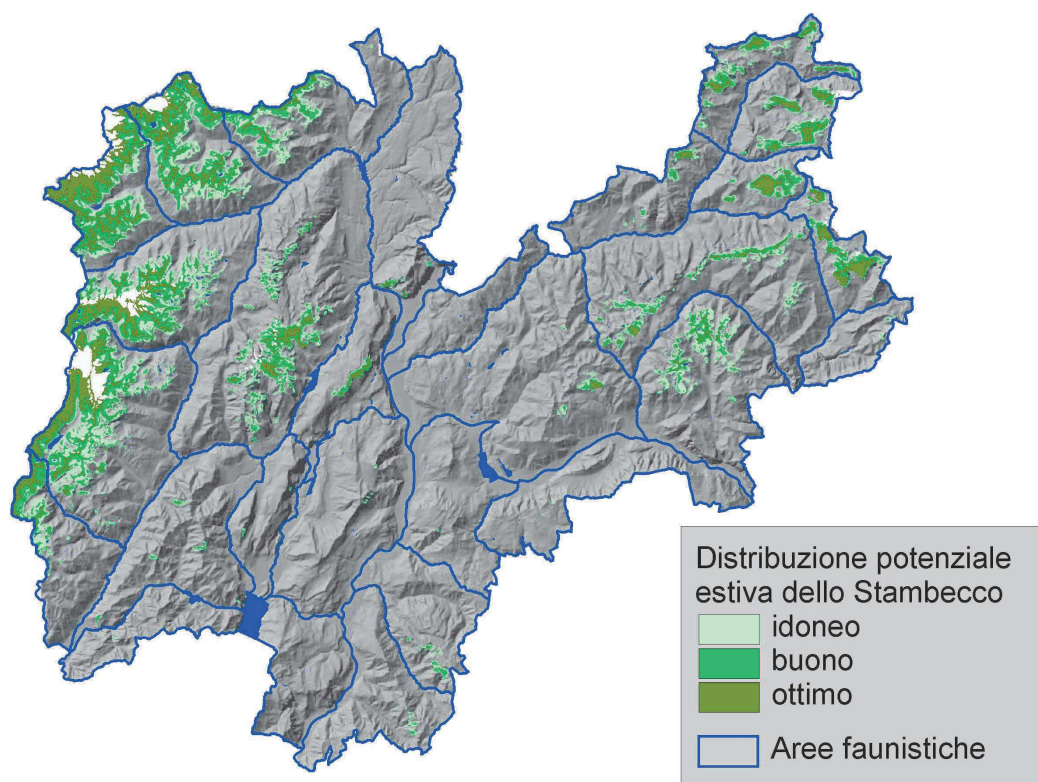 Distribuzione potenziale
estiva dello Stambecco
idoneo
buono
ottimo
Aree faunistiche